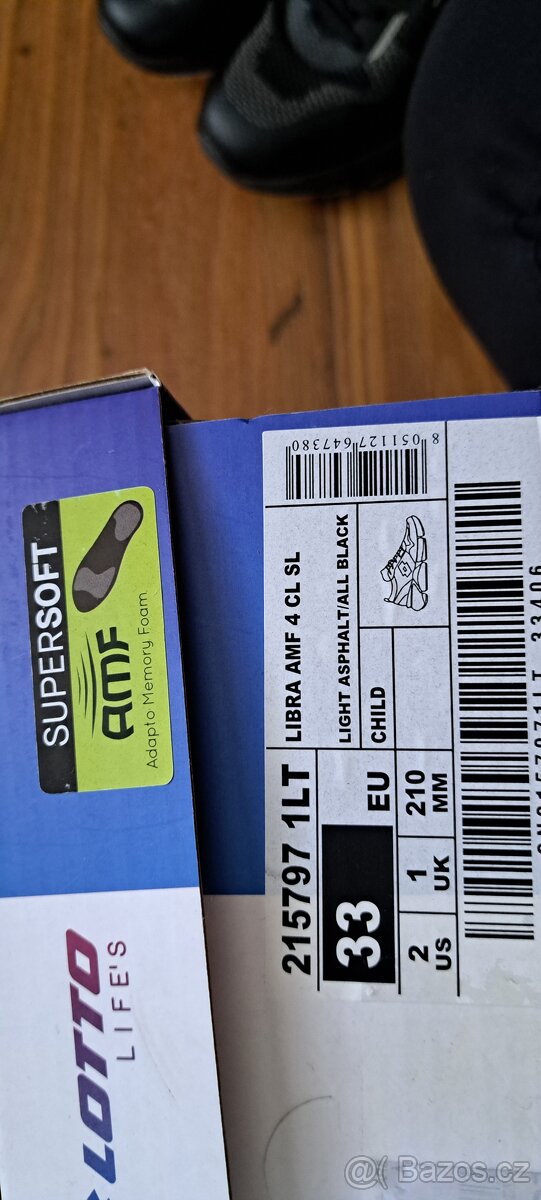 SUPERSOFT
AMF
Adapto Memory Foam
LOTTO
LIFE'S
215797 1LT
LIBRA AMF 4 CL SL
8 051127 647380
33
EU
LIGHT ASPHALT/ALL BLACK
CHILD
2
US
1
UK
210
MM
@ Bazos.cz